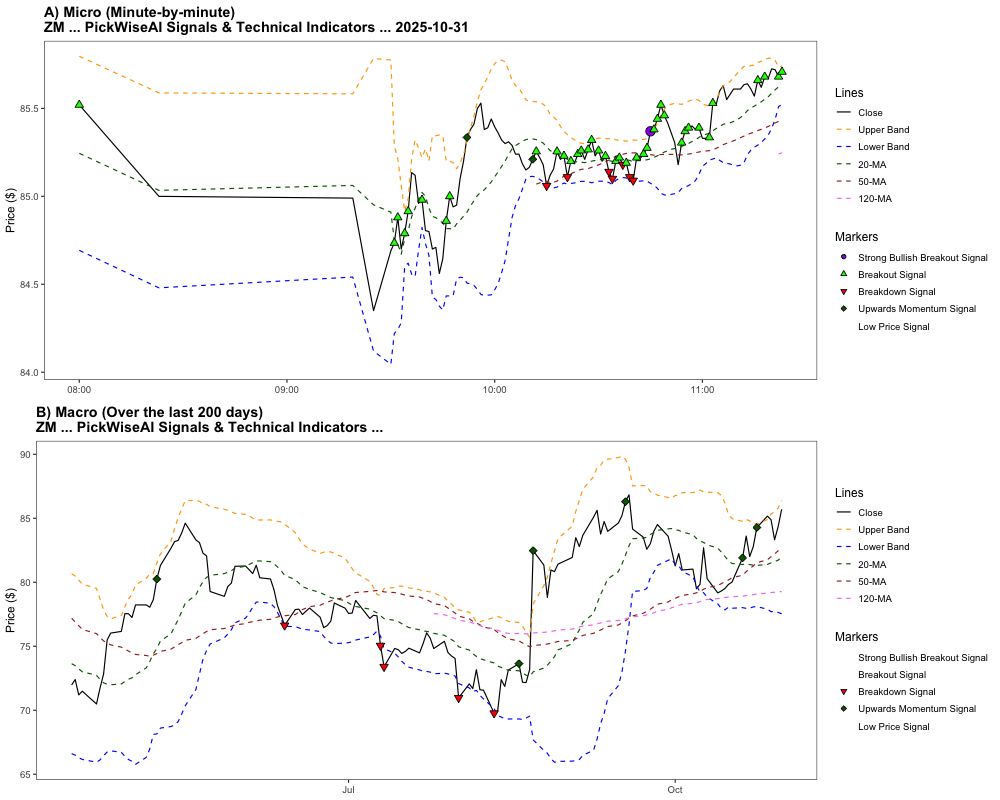 A) Micro (Minute-by-minute)
ZM ... PickWiseAI Signals & Technical Indicators ... 2025-10-31
Price ($)
85.5
85.0
84.5
84.0
08:00
09:00
10:00
11:00
Lines
Close
Upper Band
Lower Band
20-MA
50-MA
120-MA
Markers
Strong Bullish Breakout Signal
Breakout Signal
Breakdown Signal
Upwards Momentum Signal
Low Price Signal
B) Macro (Over the last 200 days)
ZM ... PickWiseAI Signals & Technical Indicators ...
Price ($)
90
85
80
75
70
65
Jul
Oct
Lines
Close
Upper Band
Lower Band
20-MA
50-MA
120-MA
Markers
Strong Bullish Breakout Signal
Breakout Signal
Breakdown Signal
Upwards Momentum Signal
Low Price Signal